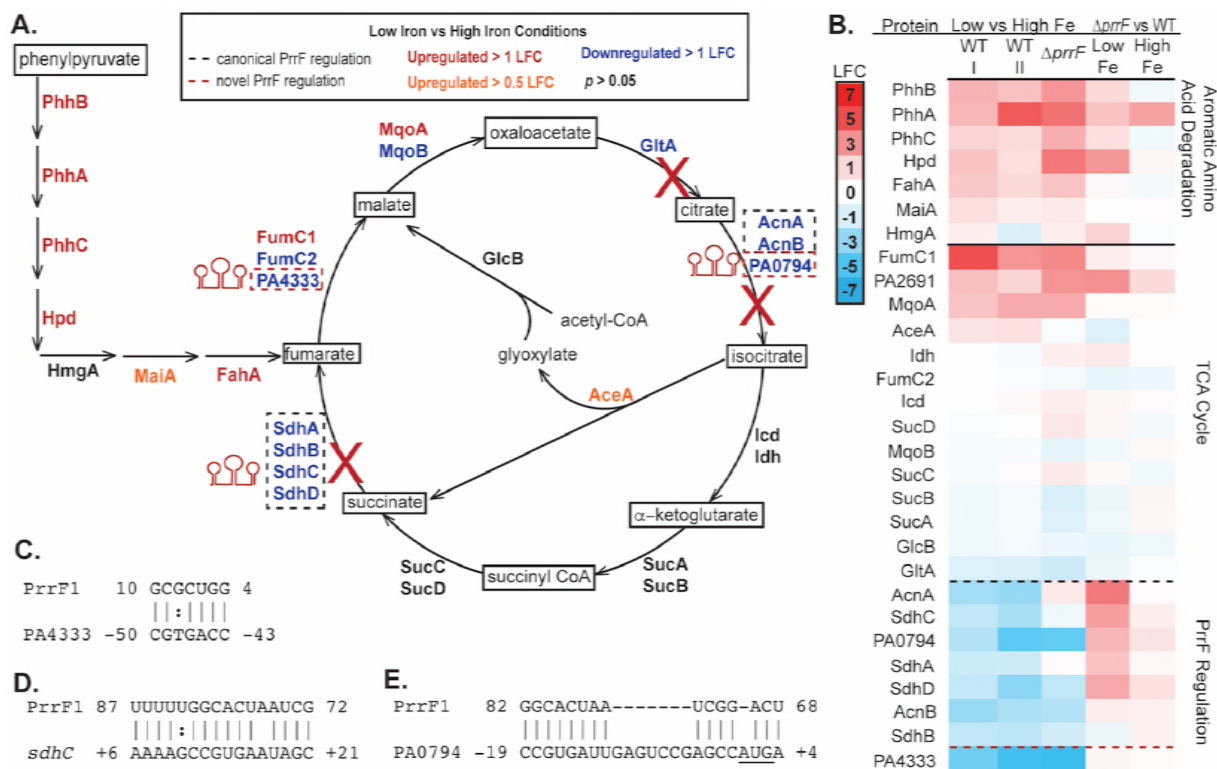 A.
phenylpyruvate
Low Iron vs High Iron Conditions
canonical PrrF regulation
Upregulated > 1 LFC
Downregulated > 1 LFC
novel PrrF regulation
Upregulated > 0.5 LFC
p > 0.05
PhhB
PhhA
PhhC
Hpd
HmgA
MaiA
FahA
MqoA
MqoB
oxaloacetate
GltA
citrate
malate
AcnA
AcnB
PA0794
FumC1
FumC2
PA4333
GlcB
acetyl-CoA
glyoxylate
fumarate
isocitrate
AceA
SdhA
SdhB
SdhC
SdhD
Icd
Idh
succinate
α-ketoglutarate
SucC
SucD
succinyl CoA
SucA
SucB
B.
Protein
Low vs High Fe
ΔprrF vs WT
WT I
WT II
ΔprrF
Low Fe
High Fe
LFC
7
5
3
1
0
-1
-3
-5
-7
PhhB
PhhA
PhhC
Hpd
FahA
MaiA
HmgA
FumC1
PA2691
MqoA
AceA
Idh
FumC2
Icd
SucD
MqoB
SucC
SucB
SucA
GlcB
GltA
AcnA
SdhC
PA0794
SdhA
SdhD
AcnB
SdhB
PA4333
Aromatic Amino
Acid Degradation
TCA Cycle
PrrF Regulation
C.
PrrF1 10 GCGCUGG 4
PA4333 -50 CGTGACC -43
D.
PrrF1 87 UUUUUGGCACUAAUCG 72
sdhC +6 AAAAGCCGUGAAUAGC +21
E.
PrrF1 82 GGCACUAA-------UCGG-ACU 68
PA0794 -19 CCGUGAUUGAGUCCGAGCCAUGA +4